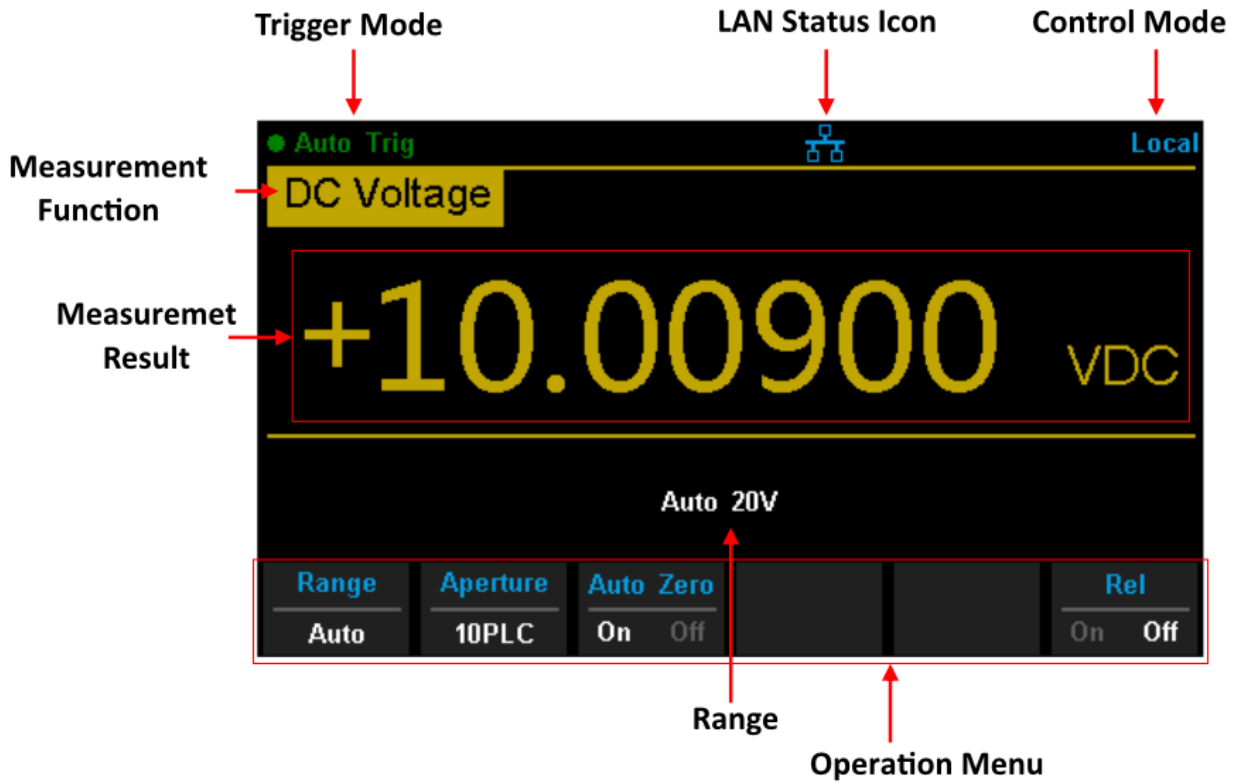 Trigger Mode
LAN Status Icon
Control Mode
Auto Trig
Local
Measurement
Function
DC Voltage
Measuremet
Result
+10.00900 VDC
Auto 20V
Range
Aperture
Auto Zero
Rel
Auto
10PLC
On Off
On Off
Range
Operation Menu